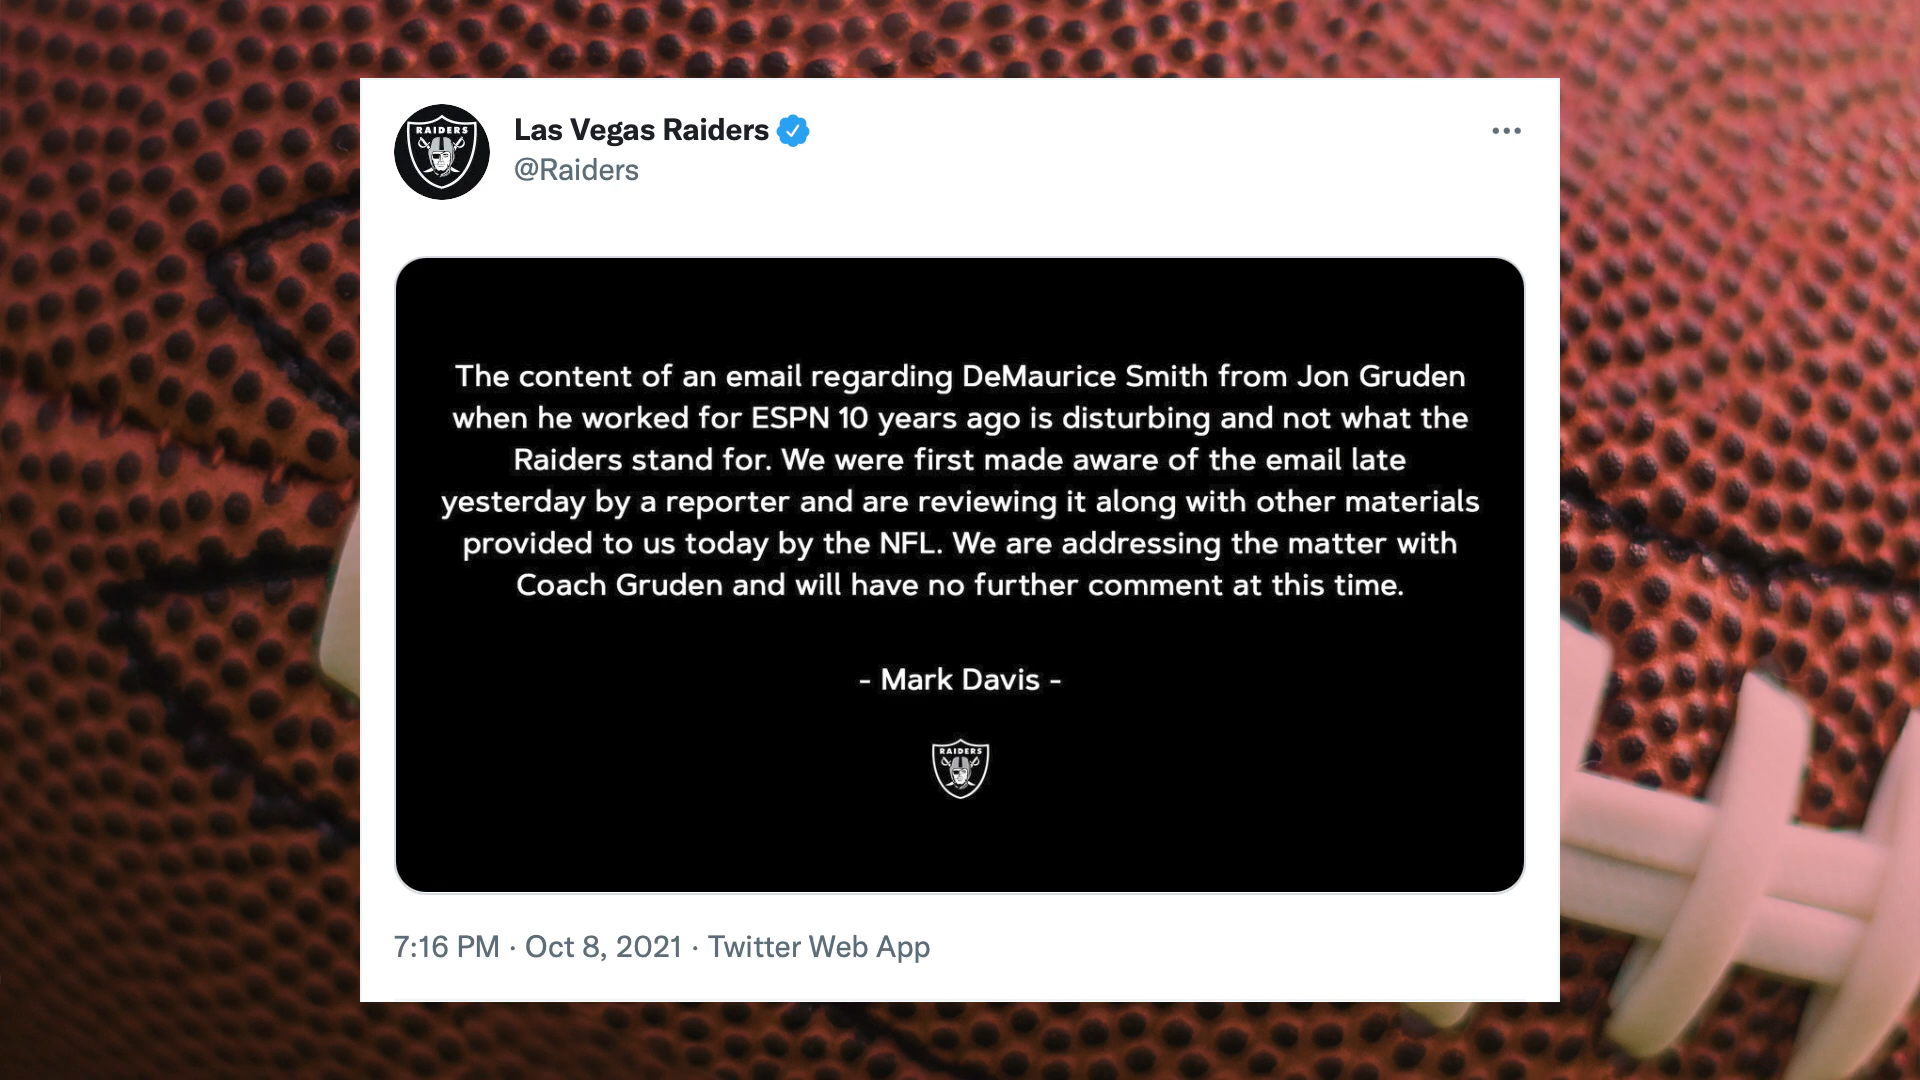 RAIDERS
Las Vegas Raiders
@Raiders
The content of an email regarding DeMaurice Smith from Jon Gruden
when he worked for ESPN 10 years ago is disturbing and not what the
Raiders stand for. We were first made aware of the email late
yesterday by a reporter and are reviewing it along with other materials
provided to us today by the NFL. We are addressing the matter with
Coach Gruden and will have no further comment at this time.
- Mark Davis -
RAIDERS
7:16 PM · Oct 8, 2021 · Twitter Web App